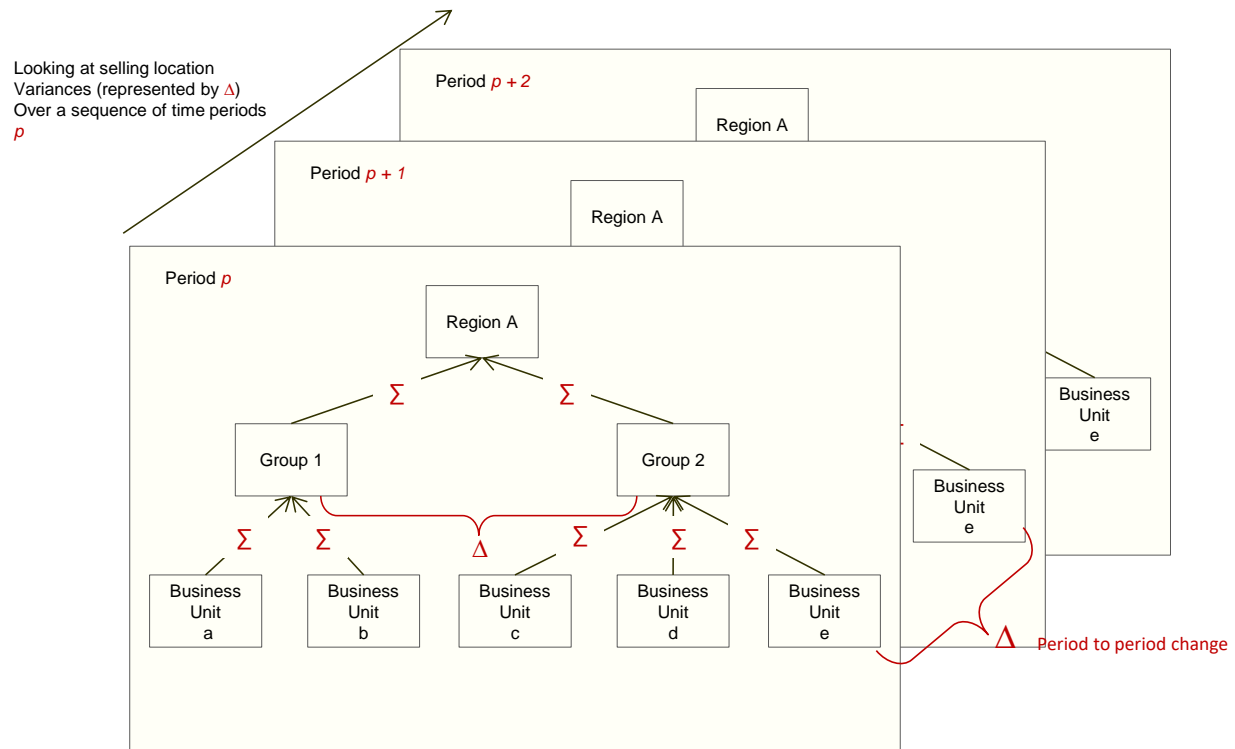 Looking at selling location
Variances (represented by Δ)
Over a sequence of time periods
p
Period p + 2
Region A
Period p + 1
Region A
Period p
Region A
Σ
Σ
Group 1
Group 2
Σ
Σ
Δ
Σ
Σ
Σ
Business
Unit
a
Business
Unit
b
Business
Unit
c
Business
Unit
d
Business
Unit
e
Business
Unit
e
Business
Unit
e
Δ Period to period change